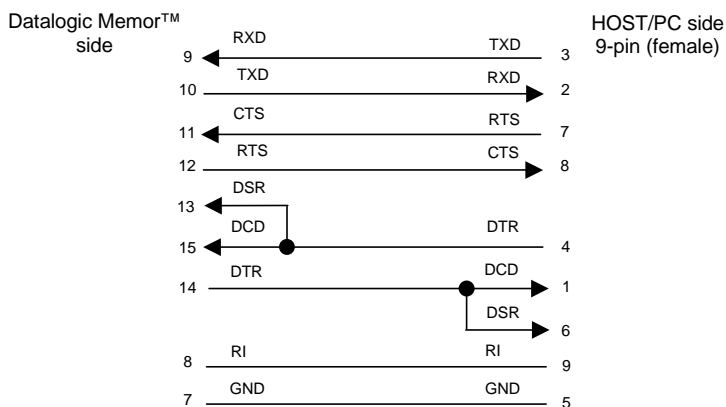 Datalogic Memor™
side
HOST/PC side
9-pin (female)
9 RXD TXD 3
10 TXD RXD 2
11 CTS RTS 7
12 RTS CTS 8
13 DSR
15 DCD DTR 4
14 DTR DCD 1
DSR 6
8 RI RI 9
7 GND GND 5